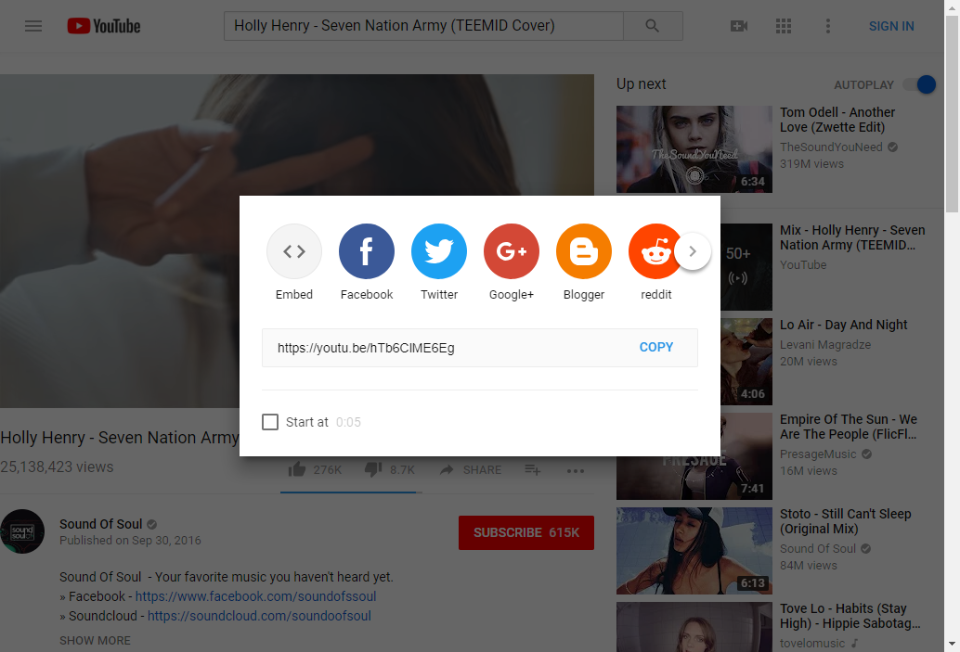 YouTube
Holly Henry - Seven Nation Army (TEEMID Cover)
SIGN IN
Up next
AUTOPLAY
TheSoundYouNeed
6:34
Tom Odell - Another
Love (Zwette Edit)
TheSoundYouNeed
319M views
50+
Mix - Holly Henry - Seven
Nation Army (TEEMID...
YouTube
Embed
Facebook
Twitter
G+
Google+
Blogger
reddit
https://youtu.be/hTb6ClME6Eg
COPY
Start at 0:05
4:06
Lo Air - Day And Night
Levani Magradze
20M views
PRESAGE
7:41
Empire Of The Sun - We
Are The People (FlicFl...
PresageMusic
16M views
Holly Henry - Seven Nation Army
25,138,423 views
276K
8.7K
SHARE
sound
soul
Sound Of Soul
Published on Sep 30, 2016
SUBSCRIBE 615K
Sound Of Soul - Your favorite music you haven't heard yet.
» Facebook - https://www.facebook.com/soundofssoul
» Soundcloud - https://soundcloud.com/soundoofsoul
SHOW MORE
6:13
Stoto - Still Can't Sleep
(Original Mix)
Sound Of Soul
84M views
Tove Lo - Habits (Stay
High) - Hippie Sabotag...
tovelomusic